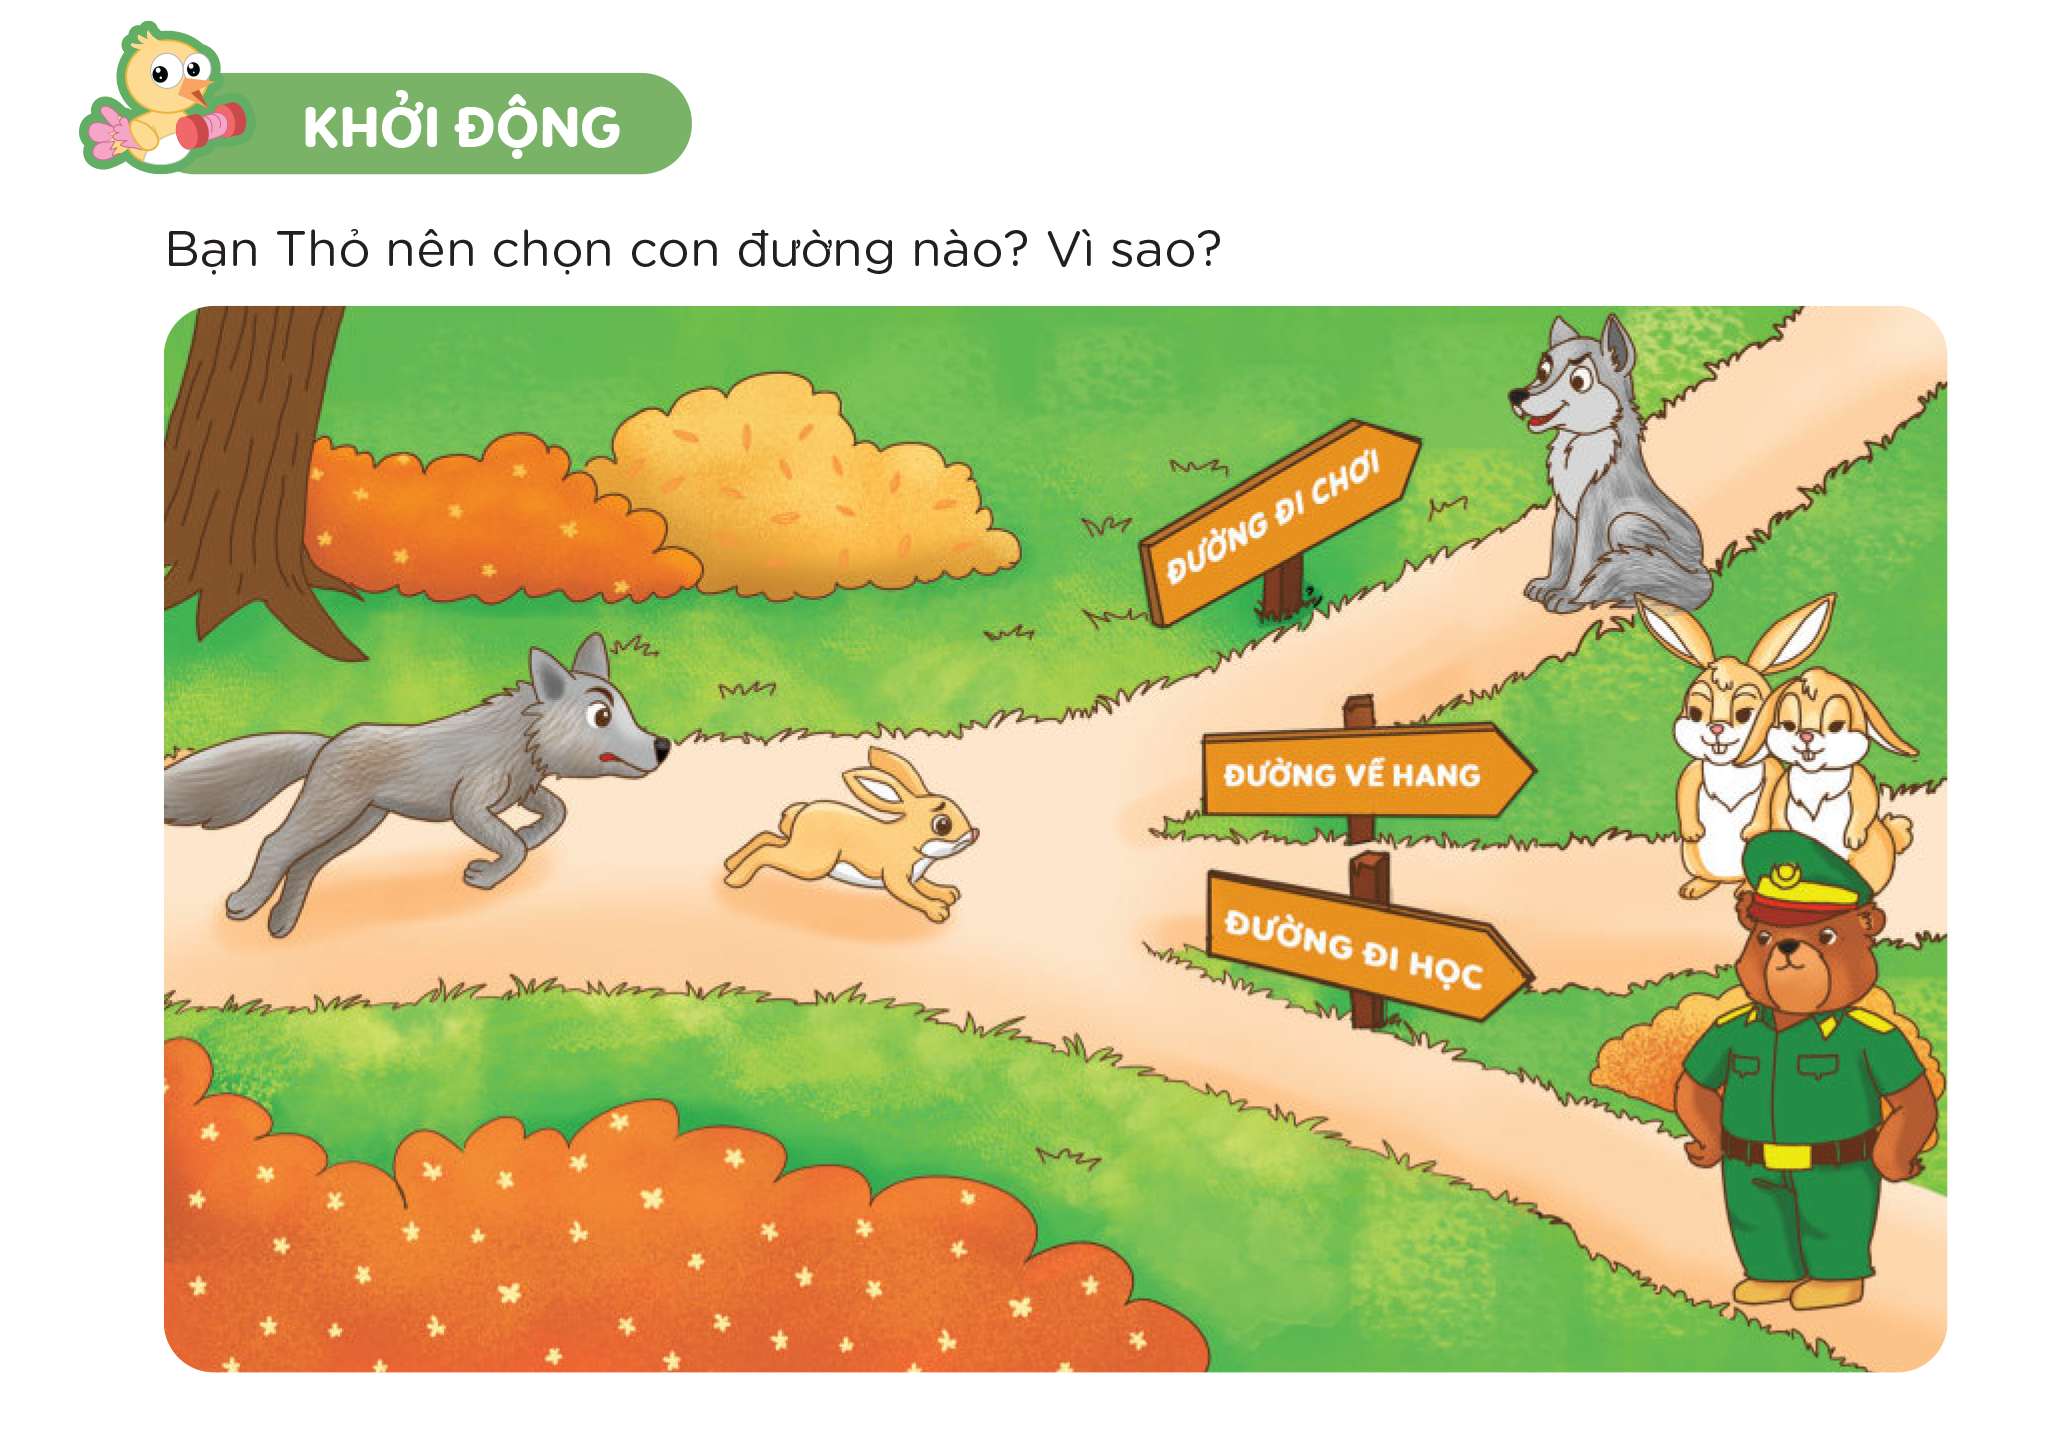 KHỞI ĐỘNG
Bạn Thỏ nên chọn con đường nào? Vì sao?
ĐƯỜNG ĐI CHƠI
ĐƯỜNG VỀ HANG
ĐƯỜNG ĐI HỌC